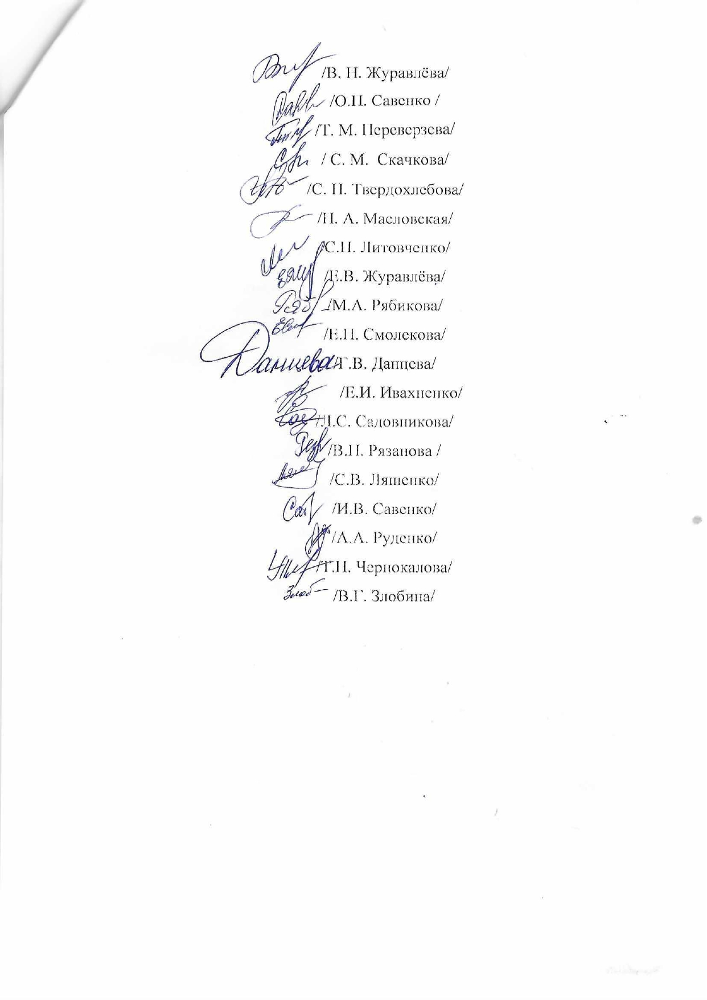 /В. Н. Журавлёва/
/О.Н. Савенко /
/Т. М. Переверзева/
/ С. М. Скачкова/
/С. П. Твердохлебова/
/Н. А. Масловская/
/С.Н. Литовченко/
/Е.В. Журавлёва/
/М.А. Рябикова/
/Е.Н. Смолекова/
Данцева /Т.В. Данцева/
/Е.И. Ивахненко/
/Л.С. Садовникова/
/В.Н. Рязанова /
/С.В. Ляшенко/
/И.В. Савенко/
/А.А. Руденко/
/Т.Н. Чернокалова/
/В.Г. Злобина/